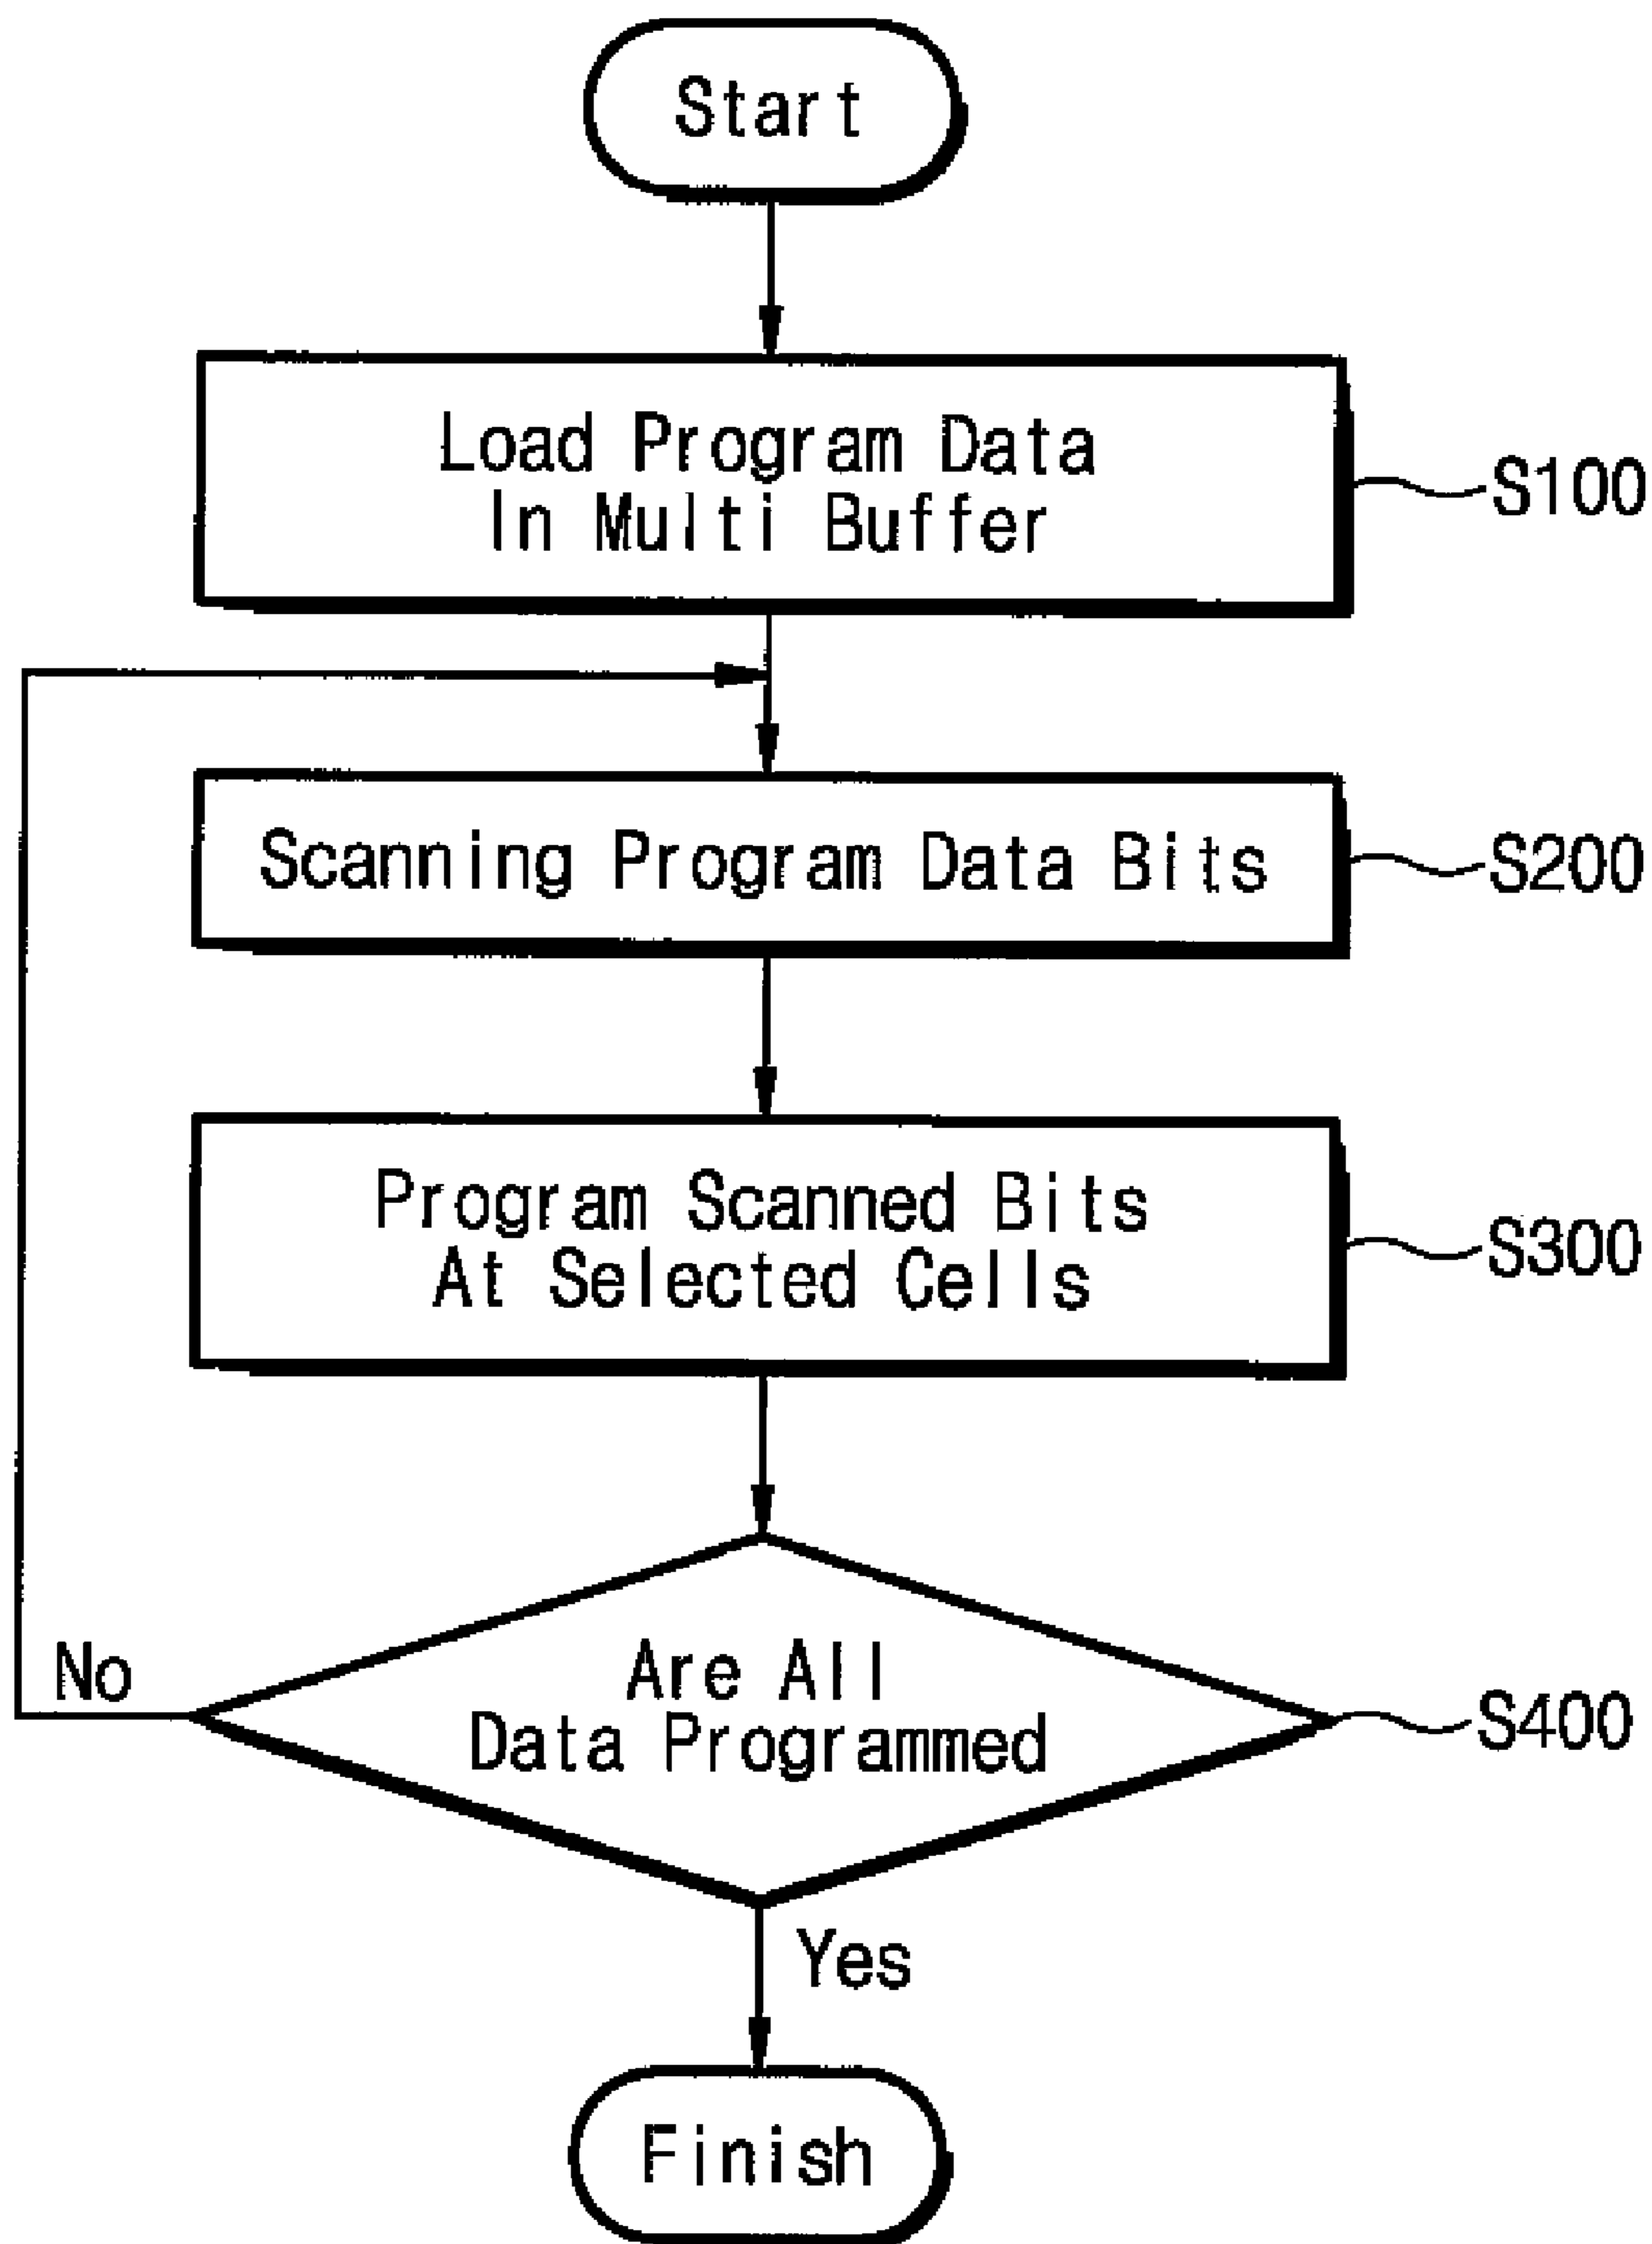 Start
Load Program Data
In Multi Buffer
S100
Scanning Program Data Bits
S200
Program Scanned Bits
At Selected Cells
S300
No
Are All
Data Programmed
S400
Yes
Finish